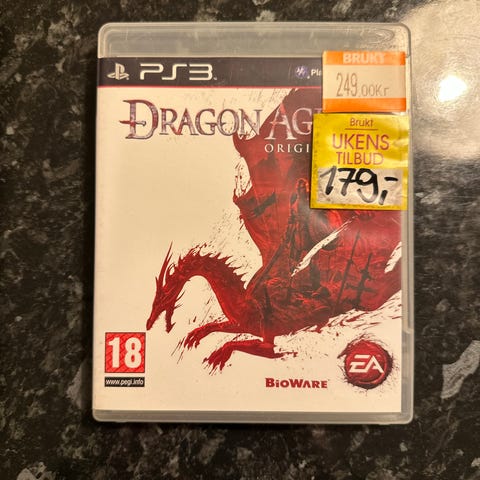 PS3
BRUKT
249.00Kr
DRAGON AG
ORIGI
Brukt
UKENS
TILBUD
179,-
18
www.pegi.info
BIOWARE
EA